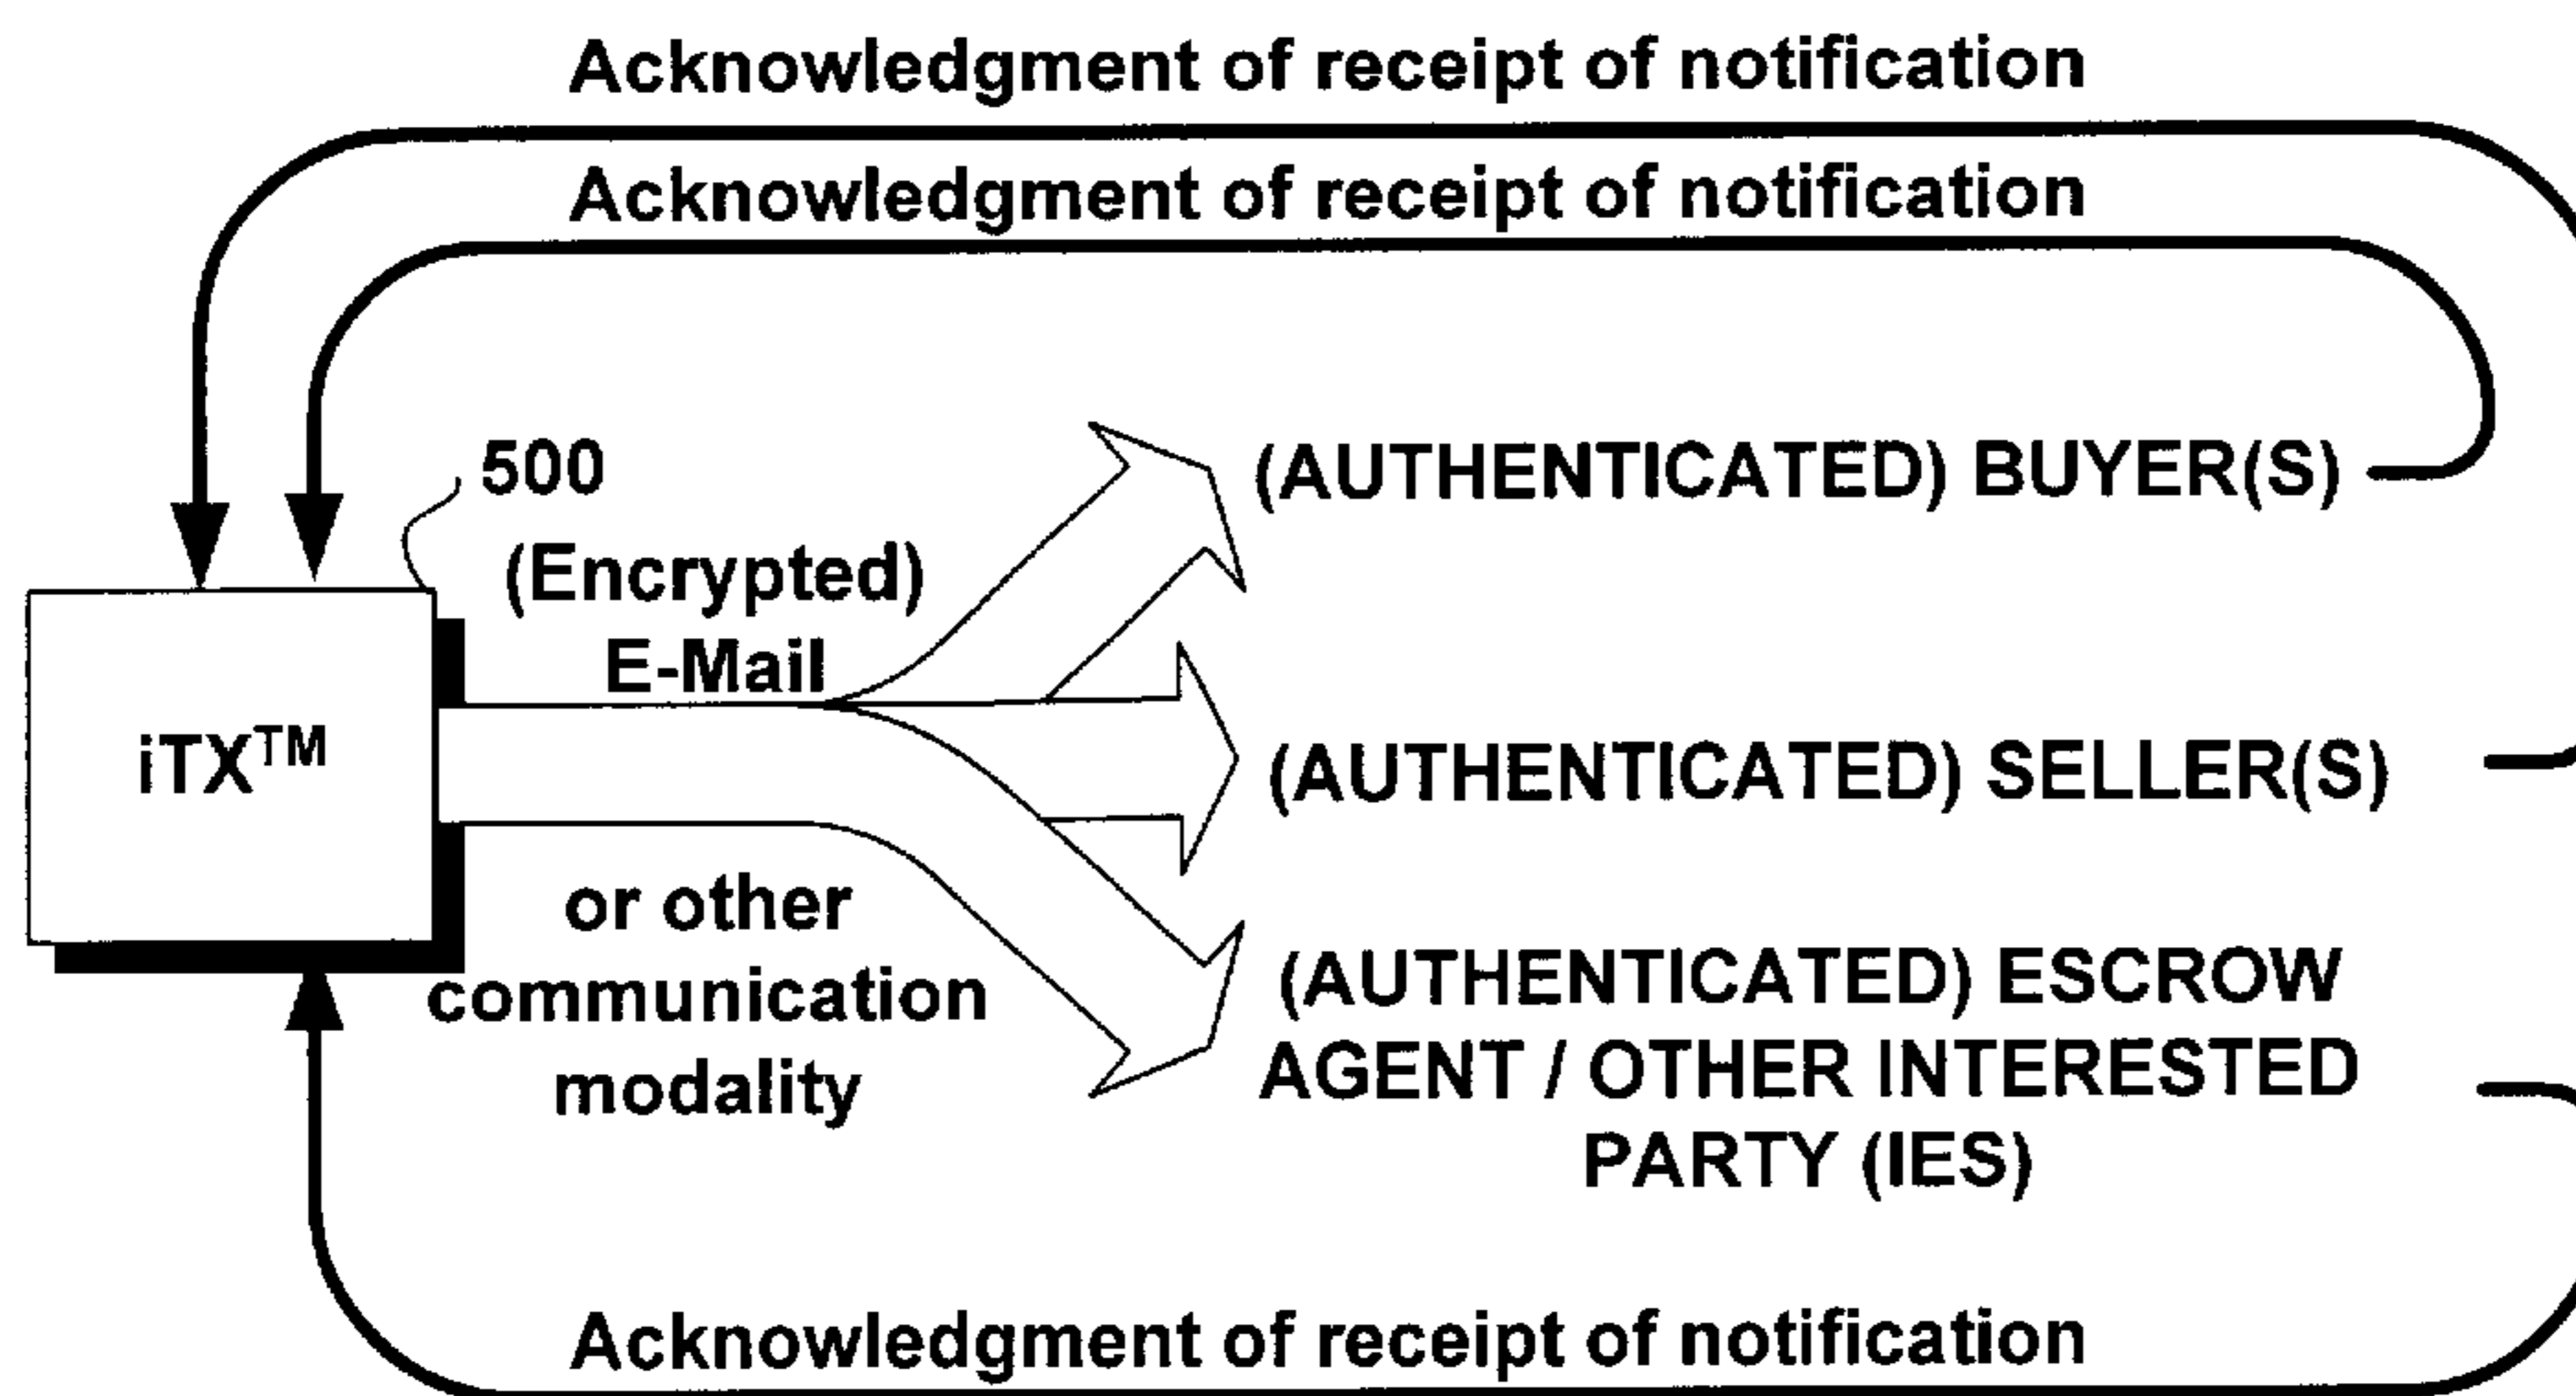 Acknowledgment of receipt of notification
Acknowledgment of receipt of notification
500
(Encrypted)
E-Mail
(AUTHENTICATED) BUYER(S)
iTX™
(AUTHENTICATED) SELLER(S)
or other
communication
modality
(AUTHENTICATED) ESCROW
AGENT / OTHER INTERESTED
PARTY (IES)
Acknowledgment of receipt of notification